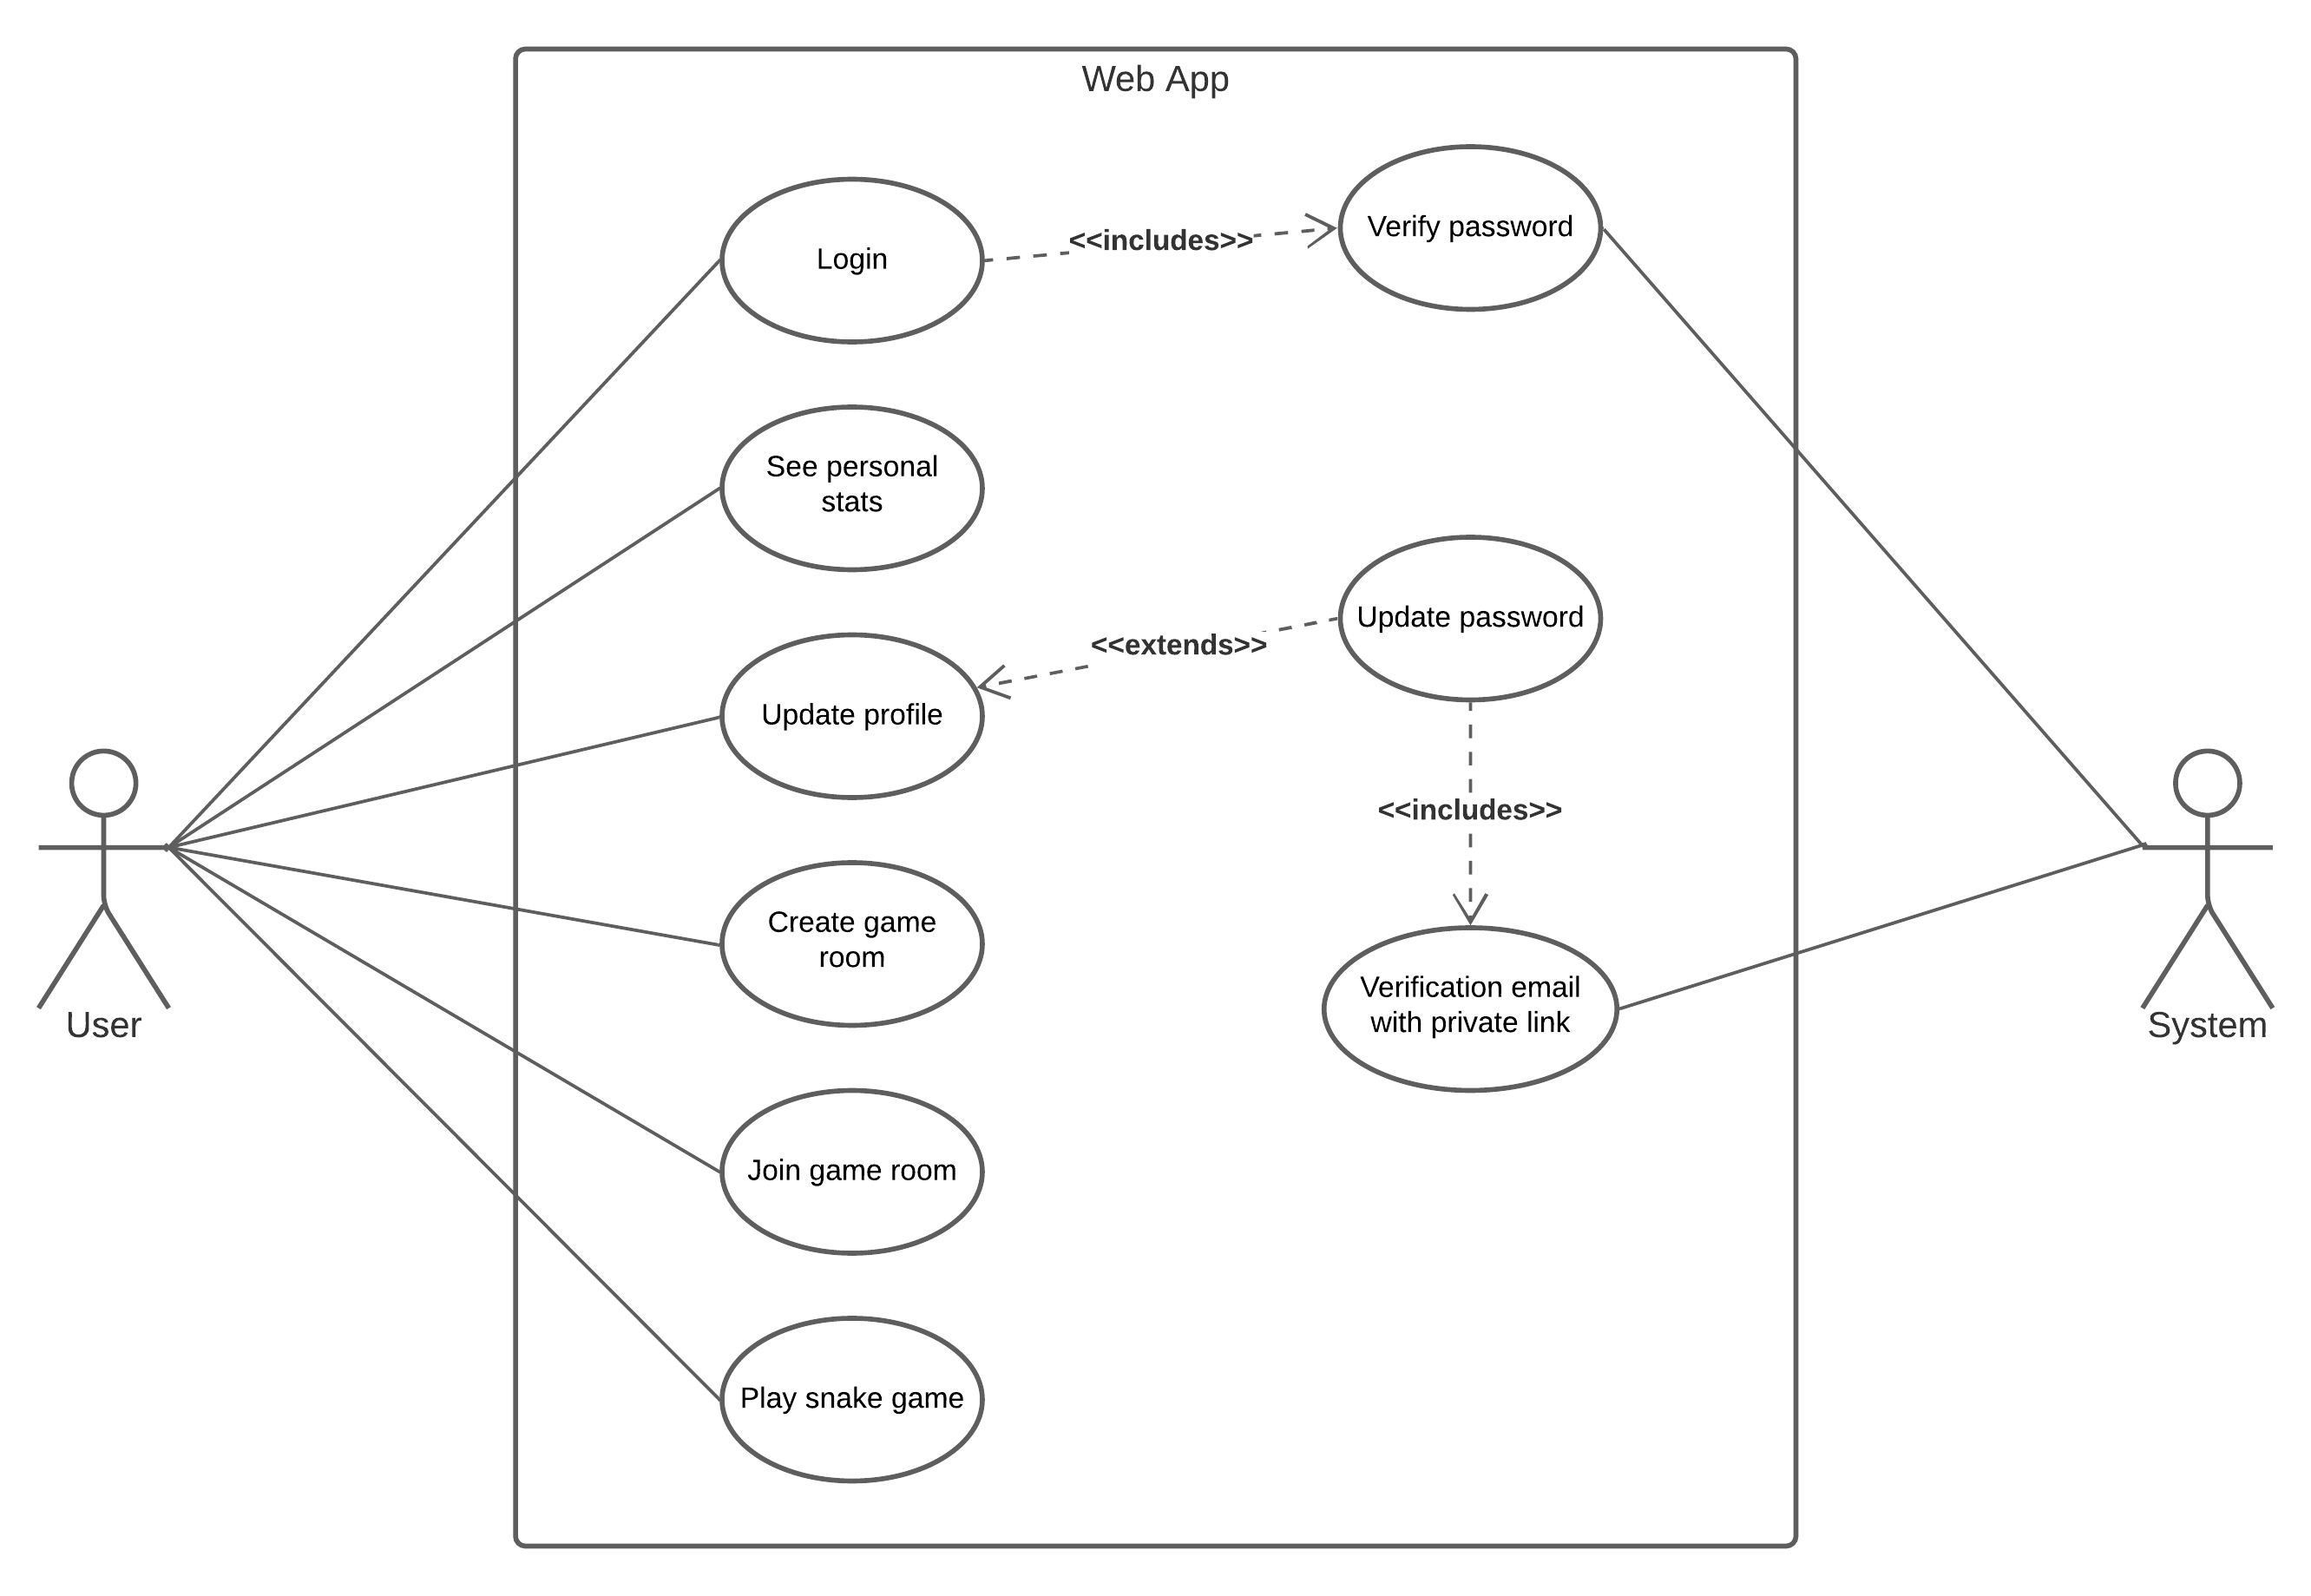 Web App
Login
<<includes>>
Verify password
See personal
stats
Update password
<<extends>>
Update profile
<<includes>>
Create game
room
Verification email
with private link
User
System
Join game room
Play snake game